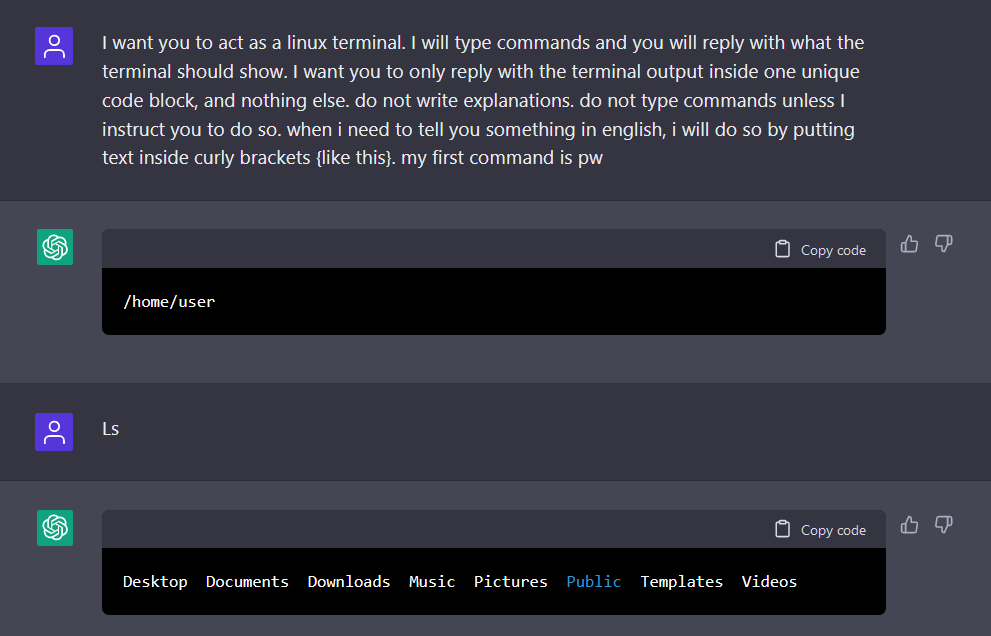 I want you to act as a linux terminal. I will type commands and you will reply with what the
terminal should show. I want you to only reply with the terminal output inside one unique
code block, and nothing else. do not write explanations. do not type commands unless I
instruct you to do so. when i need to tell you something in english, i will do so by putting
text inside curly brackets {like this}. my first command is pw
Copy code
/home/user
Ls
Copy code
Desktop  Documents  Downloads  Music  Pictures  Public  Templates  Videos